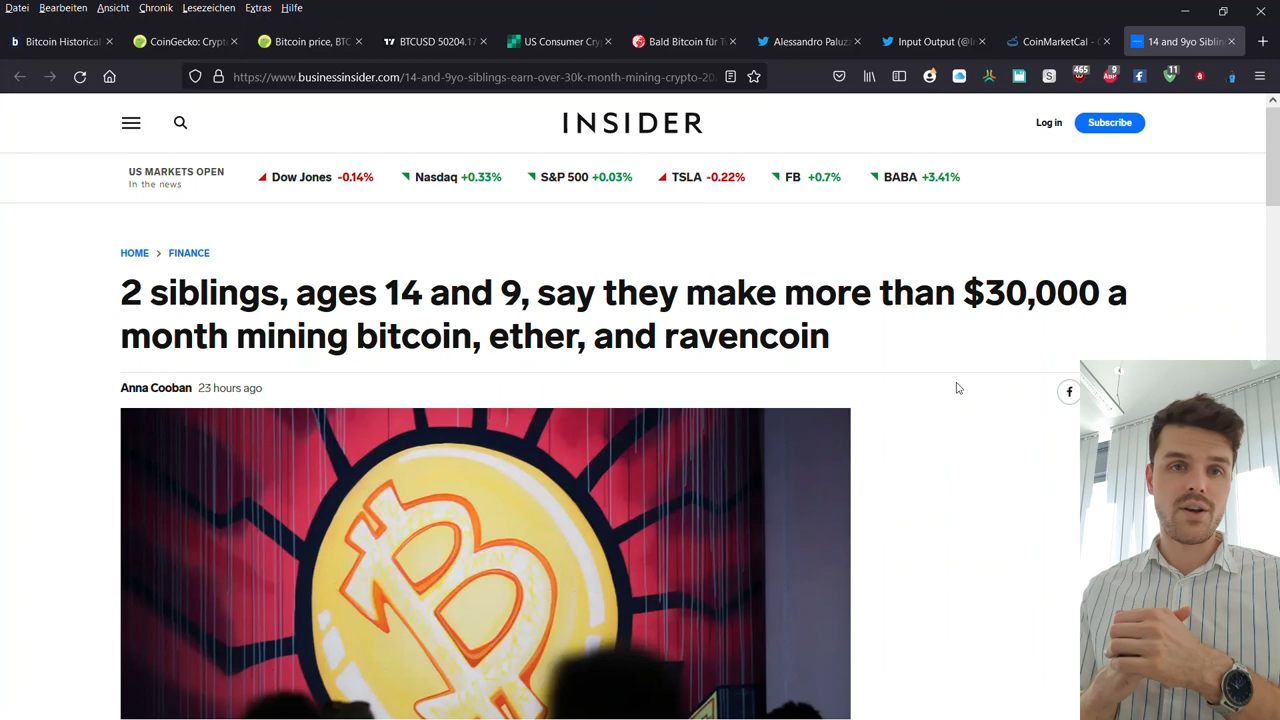 Datei Bearbeiten Ansicht Chronik Lesezeichen Extras Hilfe
Bitcoin Historical
CoinGecko: Crypt
Bitcoin price, BTC
BTCUSD 50204.17
US Consumer Cry
Bald Bitcoin für T
Alessandro Paluz
Input Output (@I
CoinMarketCal - C
14 and 9yo Siblin
https://www.businessinsider.com/14-and-9yo-siblings-earn-over-30k-month-mining-crypto-20
465
9
11
INSIDER
Log in
Subscribe
US MARKETS OPEN
In the news
Dow Jones -0.14%
Nasdaq +0.33%
S&P 500 +0.03%
TSLA -0.22%
FB +0.7%
BABA +3.41%
HOME > FINANCE
2 siblings, ages 14 and 9, say they make more than $30,000 a
month mining bitcoin, ether, and ravencoin
Anna Cooban 23 hours ago